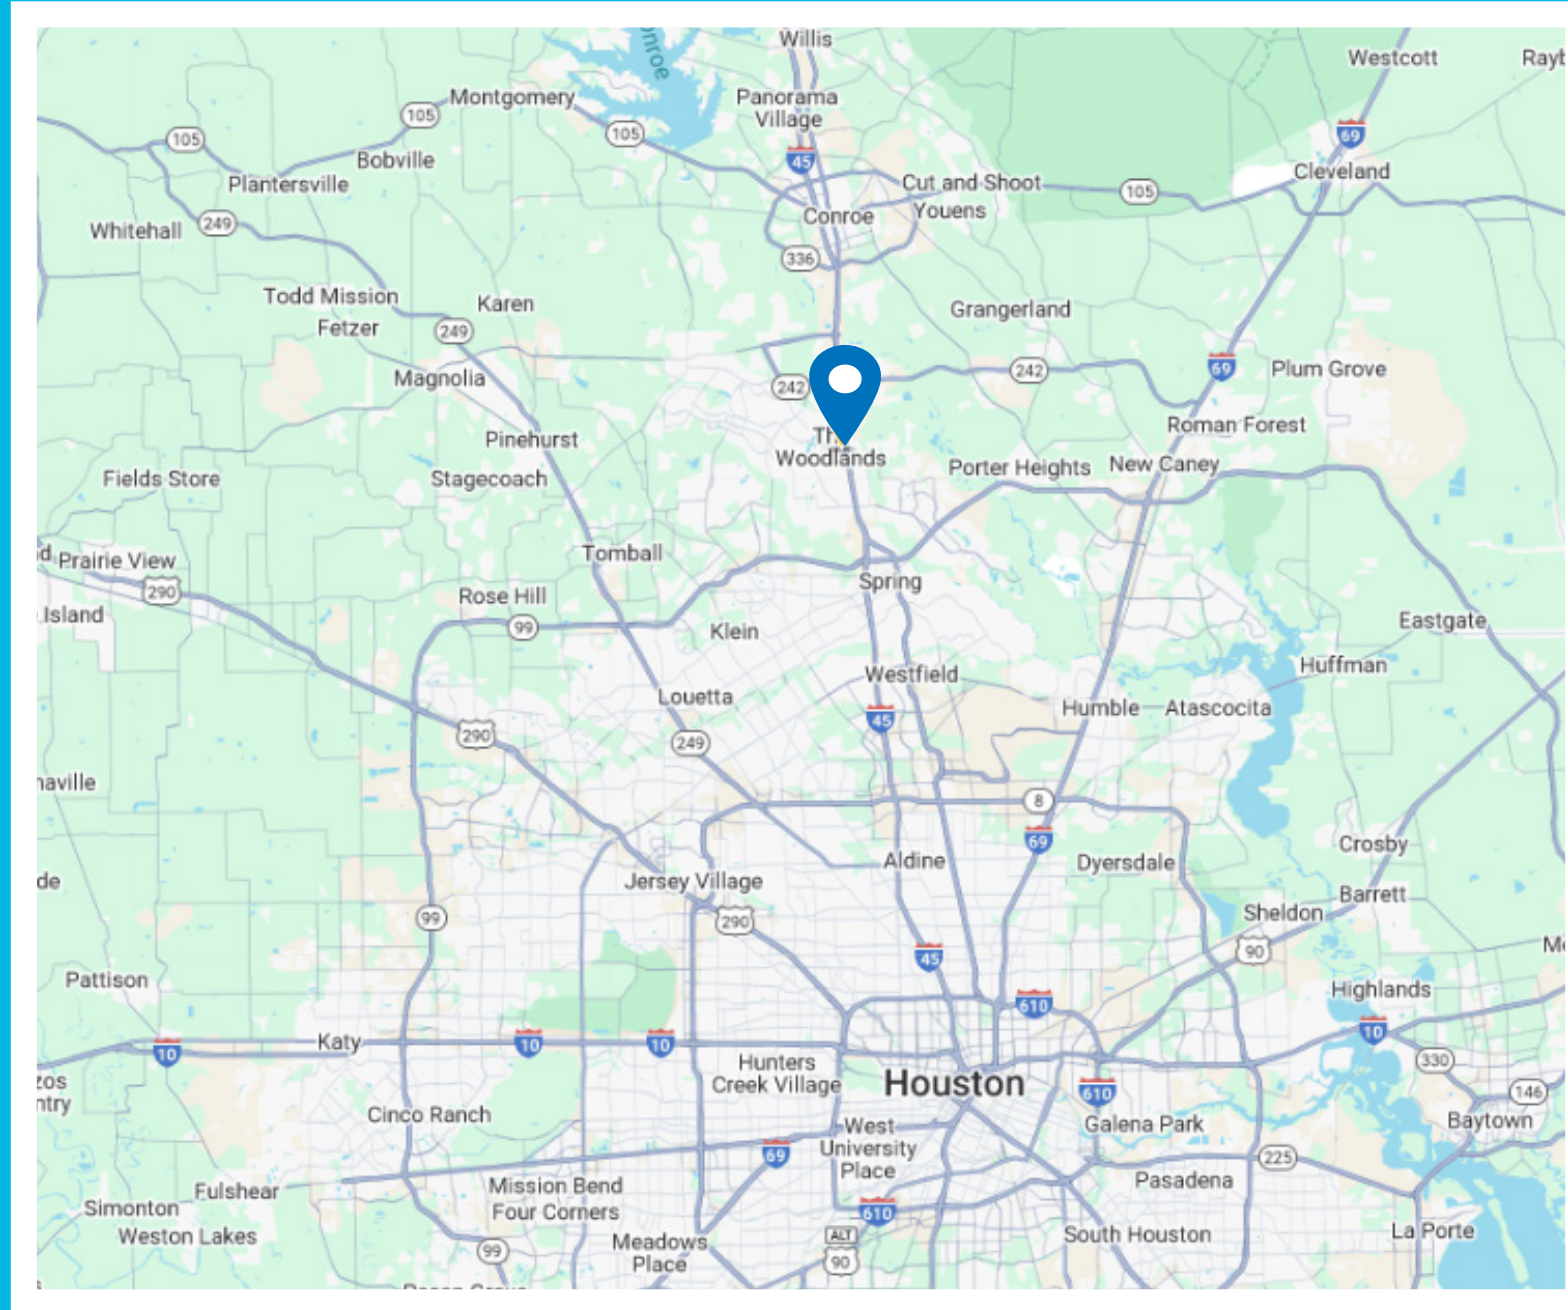 Willis
Westcott
Montgomery
Panorama
Village
105
105
105
69
Bobville
45
Cleveland
Plantersville
Cut and Shoot
105
Whitehall
249
Conroe
Youens
336
Todd Mission
Karen
Grangerland
Fetzer
249
Magnolia
242
242
69
Plum Grove
Pinehurst
The
Woodlands
Roman Forest
Fields Store
Stagecoach
Porter Heights
New Caney
Prairie View
290
Tomball
Spring
Island
Rose Hill
99
Klein
Eastgate
Westfield
Huffman
Louetta
45
Humble
Atascocita
290
249
8
69
Crosby
Aldine
Dyersdale
Jersey Village
Barrett
99
290
Sheldon
90
45
Pattison
610
Highlands
10
Katy
10
10
10
Hunters
Creek Village
Houston
610
330
146
Cinco Ranch
West
University
Place
Galena Park
Baytown
69
225
Fulshear
Mission Bend
Pasadena
Simonton
Four Corners
610
Weston Lakes
99
Meadows
Place
ALT
90
South Houston
La Porte